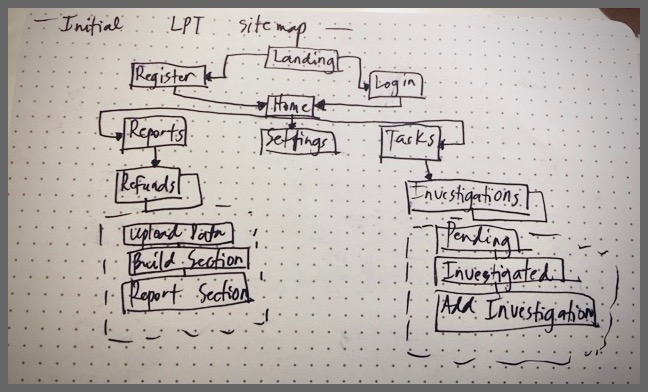 Initial LPT sitemap
Landing
Register
Login
Home
Reports
Settings
Tasks
Refunds
Investigations
Upload Data
Build Section
Report Section
Pending
Investigated
Add Investigation